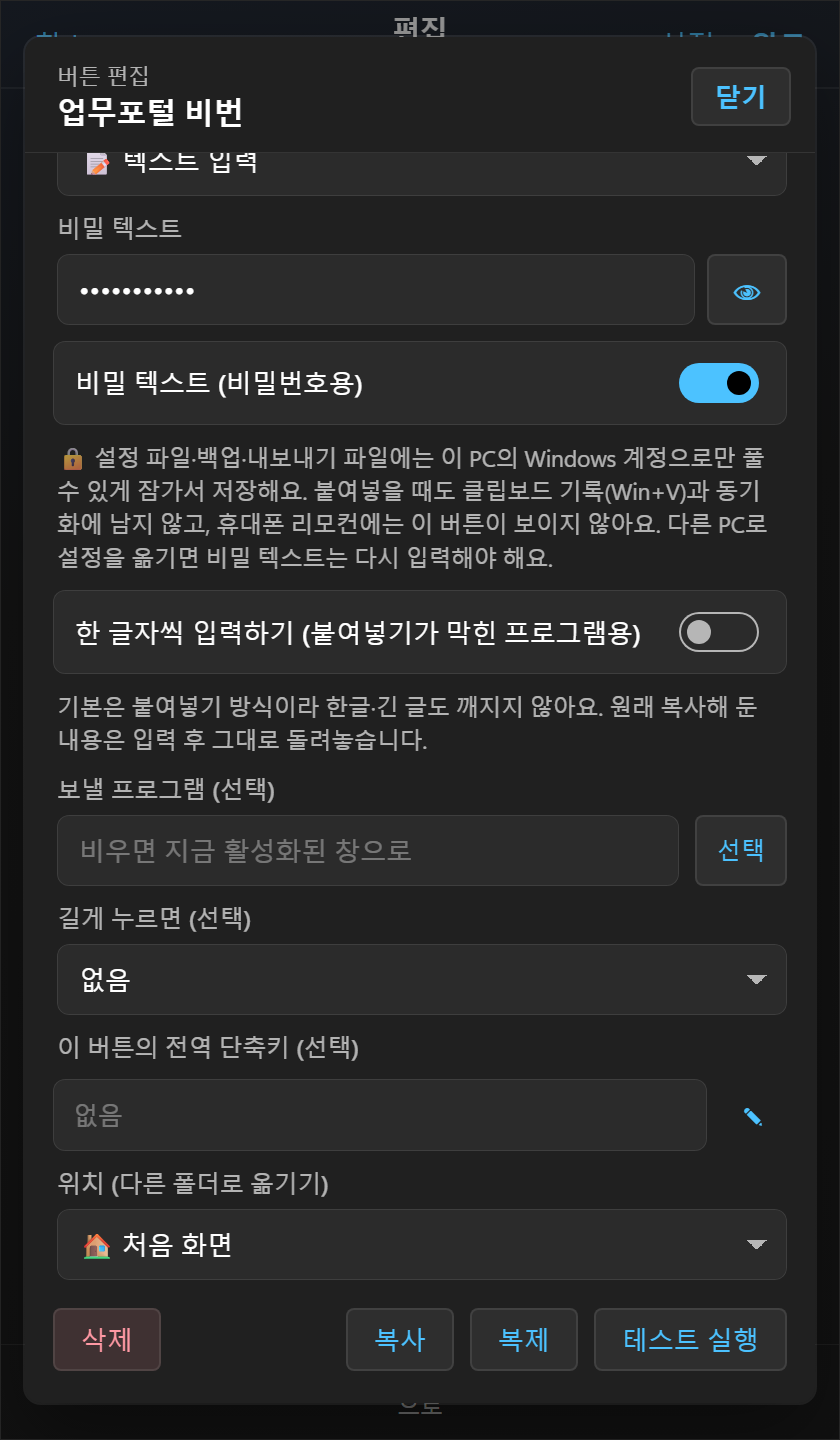 편집
버튼 편집
업무포털 비번
닫기
텍스트 입력
비밀 텍스트
•••••••••••
비밀 텍스트 (비밀번호용)
🔒 설정 파일·백업·내보내기 파일에는 이 PC의 Windows 계정으로만 풀
수 있게 잠가서 저장해요. 붙여넣을 때도 클립보드 기록(Win+V)과 동기
화에 남지 않고, 휴대폰 리모컨에는 이 버튼이 보이지 않아요. 다른 PC로
설정을 옮기면 비밀 텍스트는 다시 입력해야 해요.
한 글자씩 입력하기 (붙여넣기가 막힌 프로그램용)
기본은 붙여넣기 방식이라 한글·긴 글도 깨지지 않아요. 원래 복사해 둔
내용은 입력 후 그대로 돌려놓습니다.
보낼 프로그램 (선택)
비우면 지금 활성화된 창으로
선택
길게 누르면 (선택)
없음
이 버튼의 전역 단축키 (선택)
없음
위치 (다른 폴더로 옮기기)
처음 화면
삭제
복사
복제
테스트 실행
으로